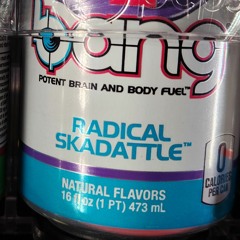 bang
POTENT BRAIN AND BODY FUEL™
RADICAL
SKADATTLE™
NATURAL FLAVORS
16 fl oz (1 PT) 473 mL
0
CALORIES
PER CAN